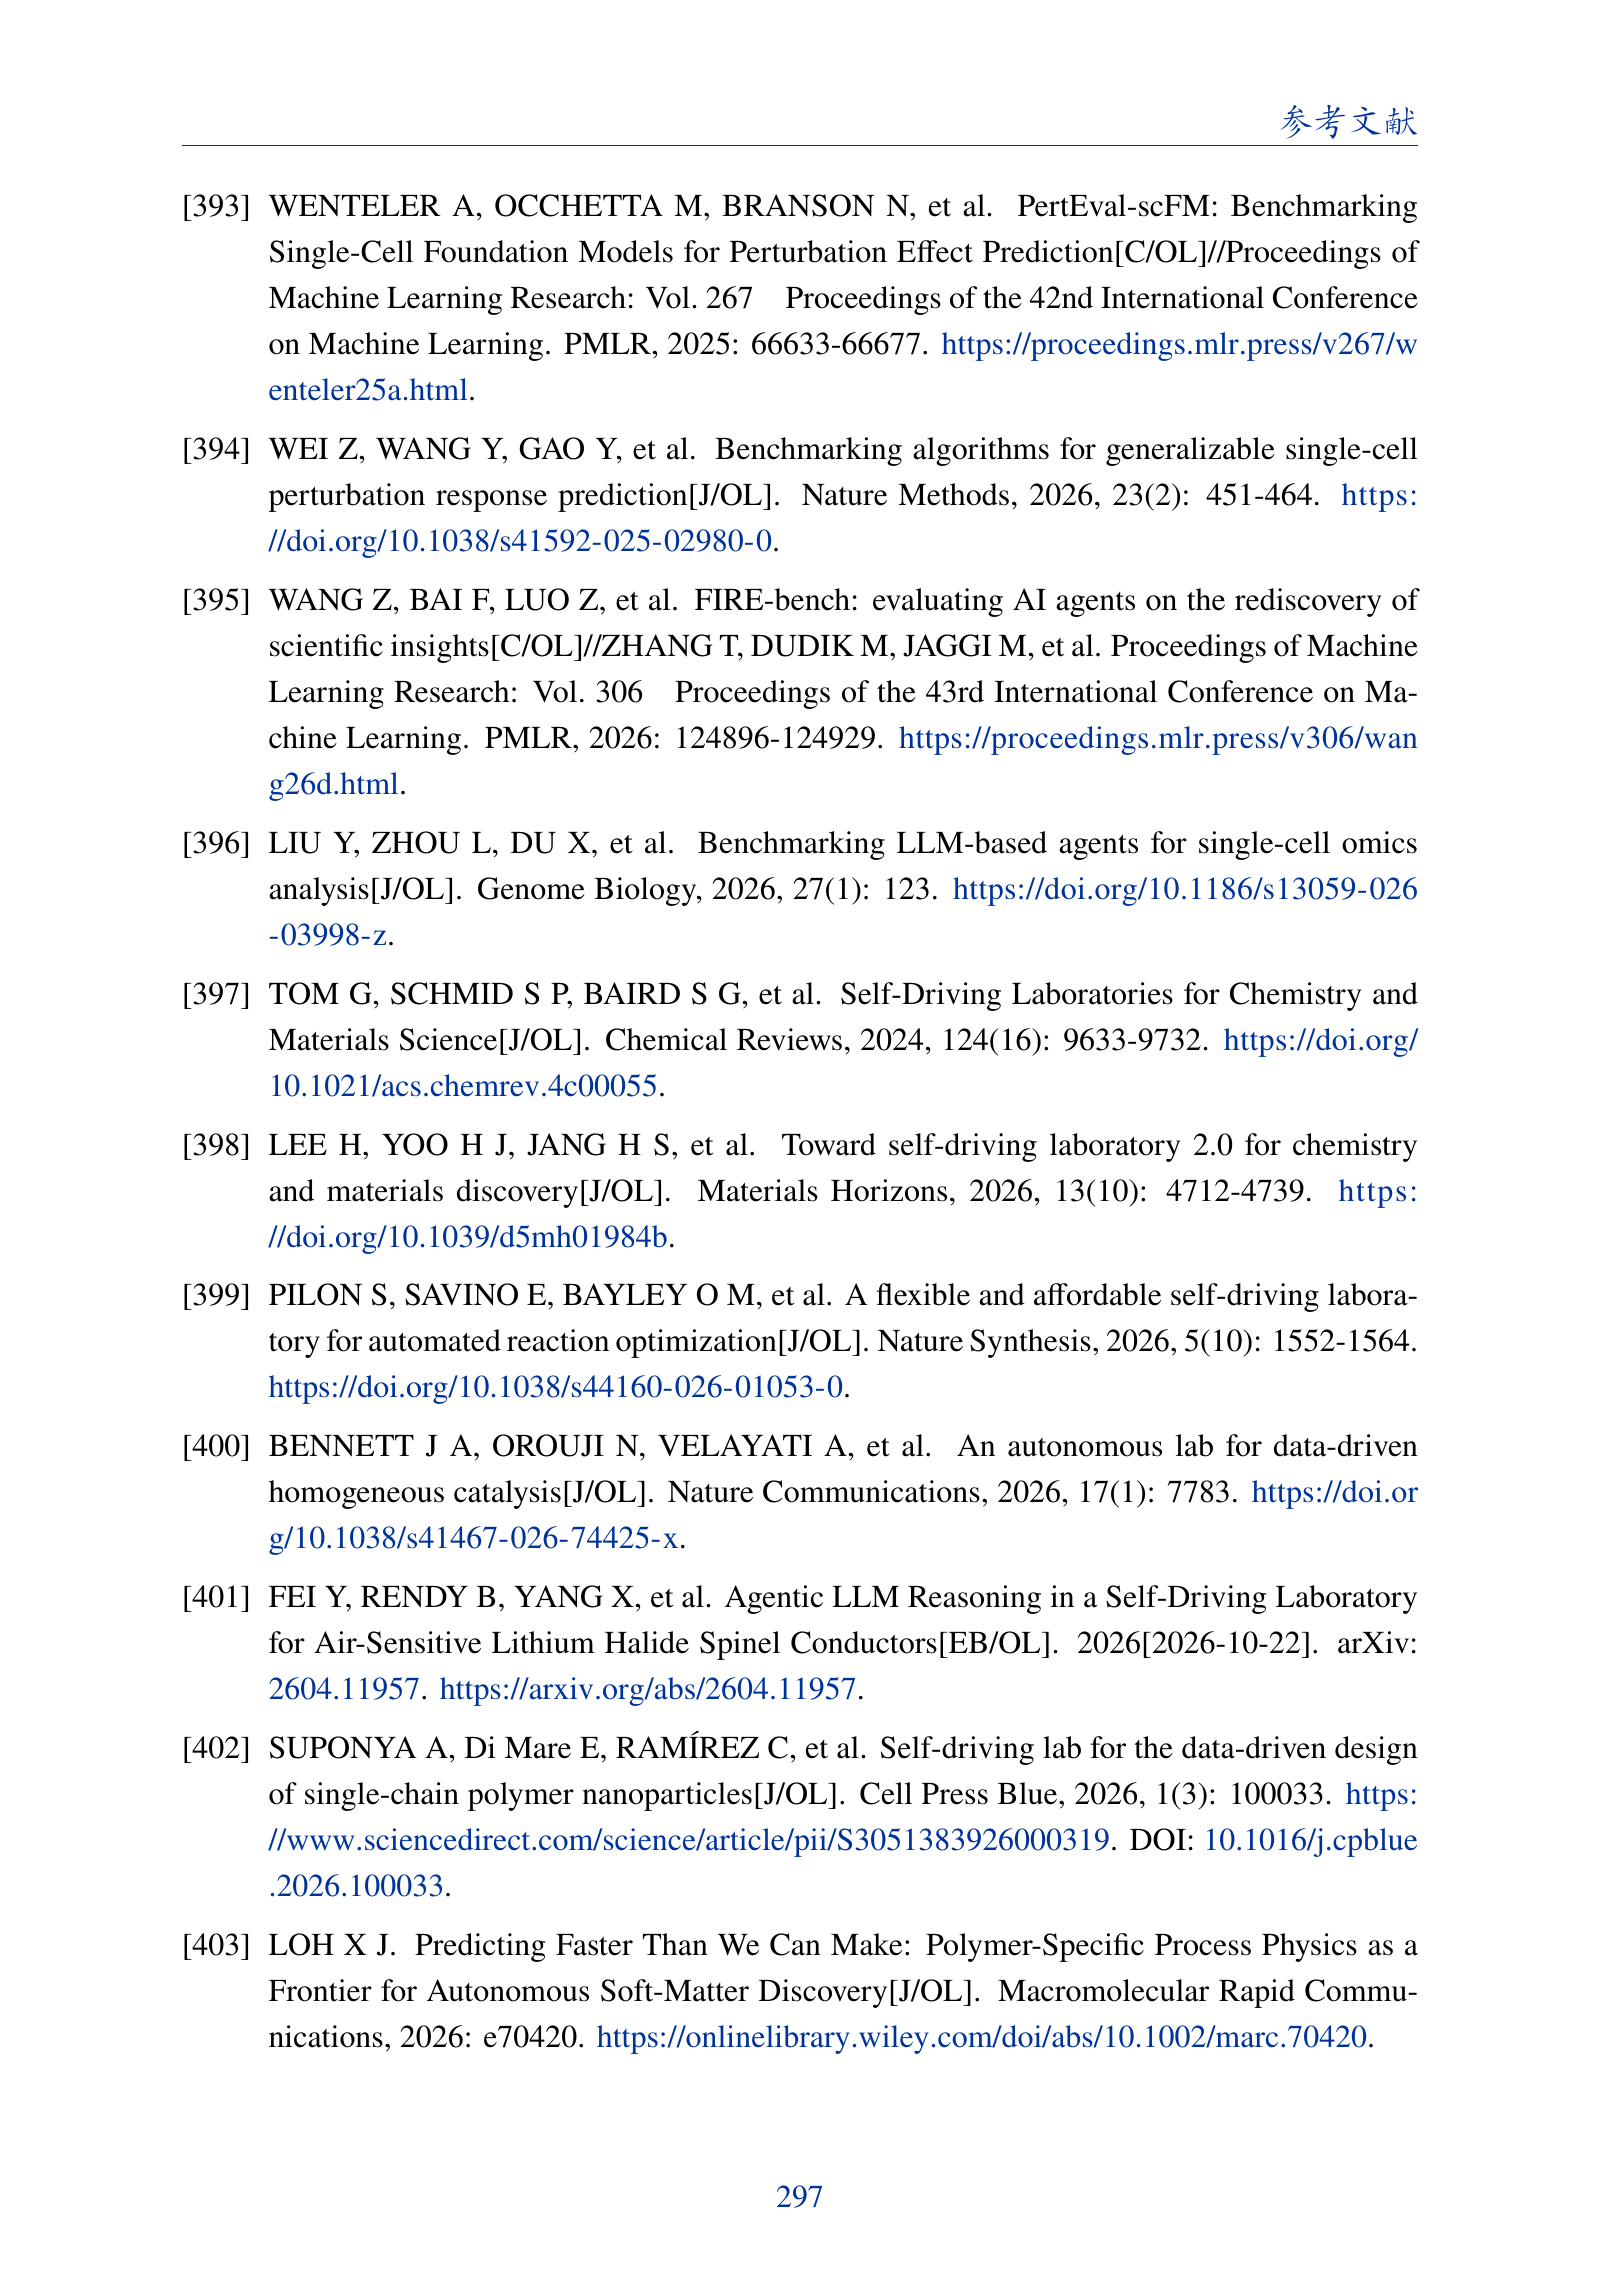 参考文献
[393] WENTELER A, OCCHETTA M, BRANSON N, et al. PertEval-scFM: Benchmarking
Single-Cell Foundation Models for Perturbation Effect Prediction[C/OL]//Proceedings of
Machine Learning Research: Vol. 267 Proceedings of the 42nd International Conference
on Machine Learning. PMLR, 2025: 66633-66677. https://proceedings.mlr.press/v267/w
enteler25a.html.
[394] WEI Z, WANG Y, GAO Y, et al. Benchmarking algorithms for generalizable single-cell
perturbation response prediction[J/OL]. Nature Methods, 2026, 23(2): 451-464. https:
//doi.org/10.1038/s41592-025-02980-0.
[395] WANG Z, BAI F, LUO Z, et al. FIRE-bench: evaluating AI agents on the rediscovery of
scientific insights[C/OL]//ZHANG T, DUDIK M, JAGGI M, et al. Proceedings of Machine
Learning Research: Vol. 306 Proceedings of the 43rd International Conference on Ma-
chine Learning. PMLR, 2026: 124896-124929. https://proceedings.mlr.press/v306/wan
g26d.html.
[396] LIU Y, ZHOU L, DU X, et al. Benchmarking LLM-based agents for single-cell omics
analysis[J/OL]. Genome Biology, 2026, 27(1): 123. https://doi.org/10.1186/s13059-026
-03998-z.
[397] TOM G, SCHMID S P, BAIRD S G, et al. Self-Driving Laboratories for Chemistry and
Materials Science[J/OL]. Chemical Reviews, 2024, 124(16): 9633-9732. https://doi.org/
10.1021/acs.chemrev.4c00055.
[398] LEE H, YOO H J, JANG H S, et al. Toward self-driving laboratory 2.0 for chemistry
and materials discovery[J/OL]. Materials Horizons, 2026, 13(10): 4712-4739. https:
//doi.org/10.1039/d5mh01984b.
[399] PILON S, SAVINO E, BAYLEY O M, et al. A flexible and affordable self-driving labora-
tory for automated reaction optimization[J/OL]. Nature Synthesis, 2026, 5(10): 1552-1564.
https://doi.org/10.1038/s44160-026-01053-0.
[400] BENNETT J A, OROUJI N, VELAYATI A, et al. An autonomous lab for data-driven
homogeneous catalysis[J/OL]. Nature Communications, 2026, 17(1): 7783. https://doi.or
g/10.1038/s41467-026-74425-x.
[401] FEI Y, RENDY B, YANG X, et al. Agentic LLM Reasoning in a Self-Driving Laboratory
for Air-Sensitive Lithium Halide Spinel Conductors[EB/OL]. 2026[2026-10-22]. arXiv:
2604.11957. https://arxiv.org/abs/2604.11957.
[402] SUPONYA A, Di Mare E, RAMÍREZ C, et al. Self-driving lab for the data-driven design
of single-chain polymer nanoparticles[J/OL]. Cell Press Blue, 2026, 1(3): 100033. https:
//www.sciencedirect.com/science/article/pii/S3051383926000319. DOI: 10.1016/j.cpblue
.2026.100033.
[403] LOH X J. Predicting Faster Than We Can Make: Polymer-Specific Process Physics as a
Frontier for Autonomous Soft-Matter Discovery[J/OL]. Macromolecular Rapid Commu-
nications, 2026: e70420. https://onlinelibrary.wiley.com/doi/abs/10.1002/marc.70420.
297